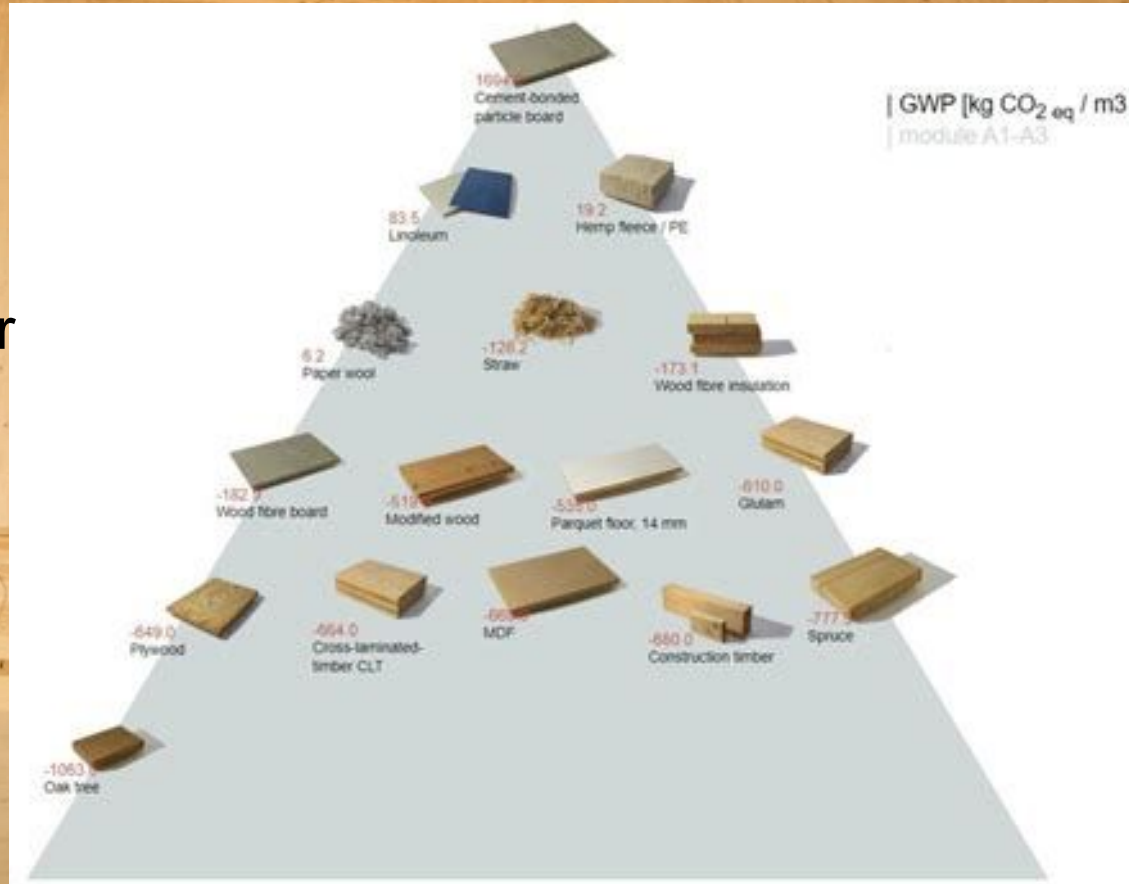 Cement-bonded
particle board
| GWP [kg CO2 eq / m3
| module A1-A3
83.5
Linoleum
19.2
Hemp fleece / PE
r
6.2
Paper wool
-128.2
Straw
-173.1
Wood fibre insulation
Wood fibre board
Modified wood
Parquet floor, 14 mm
-610.0
Glulam
-649.0
Plywood
-664.0
Cross-laminated-
timber CLT
MDF
-680.0
Construction timber
Spruce
Oak tree